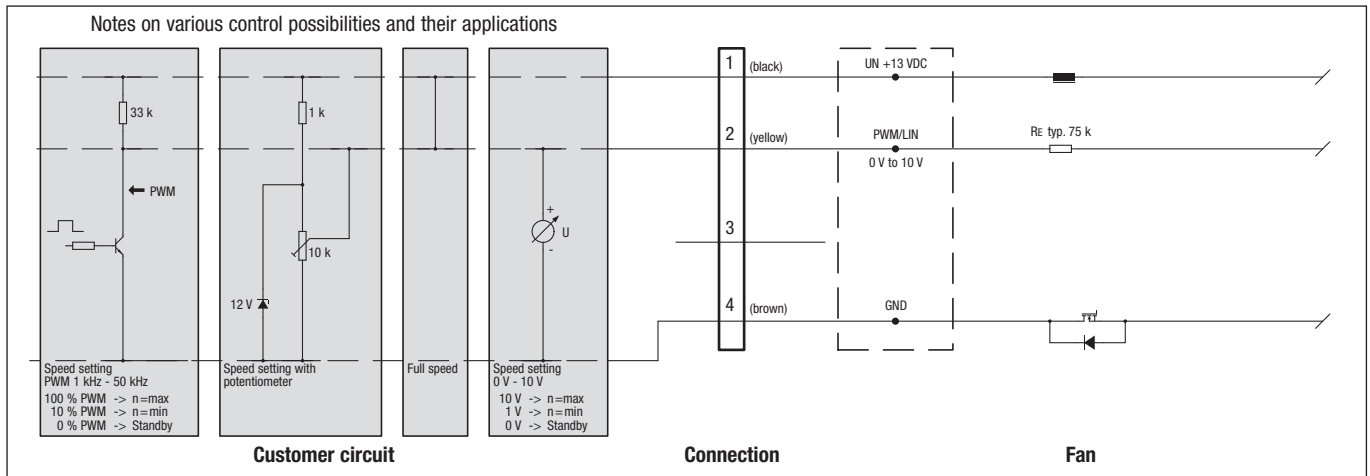 Notes on various control possibilities and their applications
33 k
PWM
Speed setting
PWM 1 kHz - 50 kHz
100 % PWM -> n=max
10 % PWM -> n=min
0 % PWM -> Standby
1 k
10 k
12 V
Speed setting with
potentiometer
Full speed
+
U
-
Speed setting
0 V - 10 V
10 V -> n=max
1 V -> n=min
0 V -> Standby
1 (black)
2 (yellow)
3
4 (brown)
UN +13 VDC
PWM/LIN
0 V to 10 V
GND
RE typ. 75 k
Customer circuit
Connection
Fan